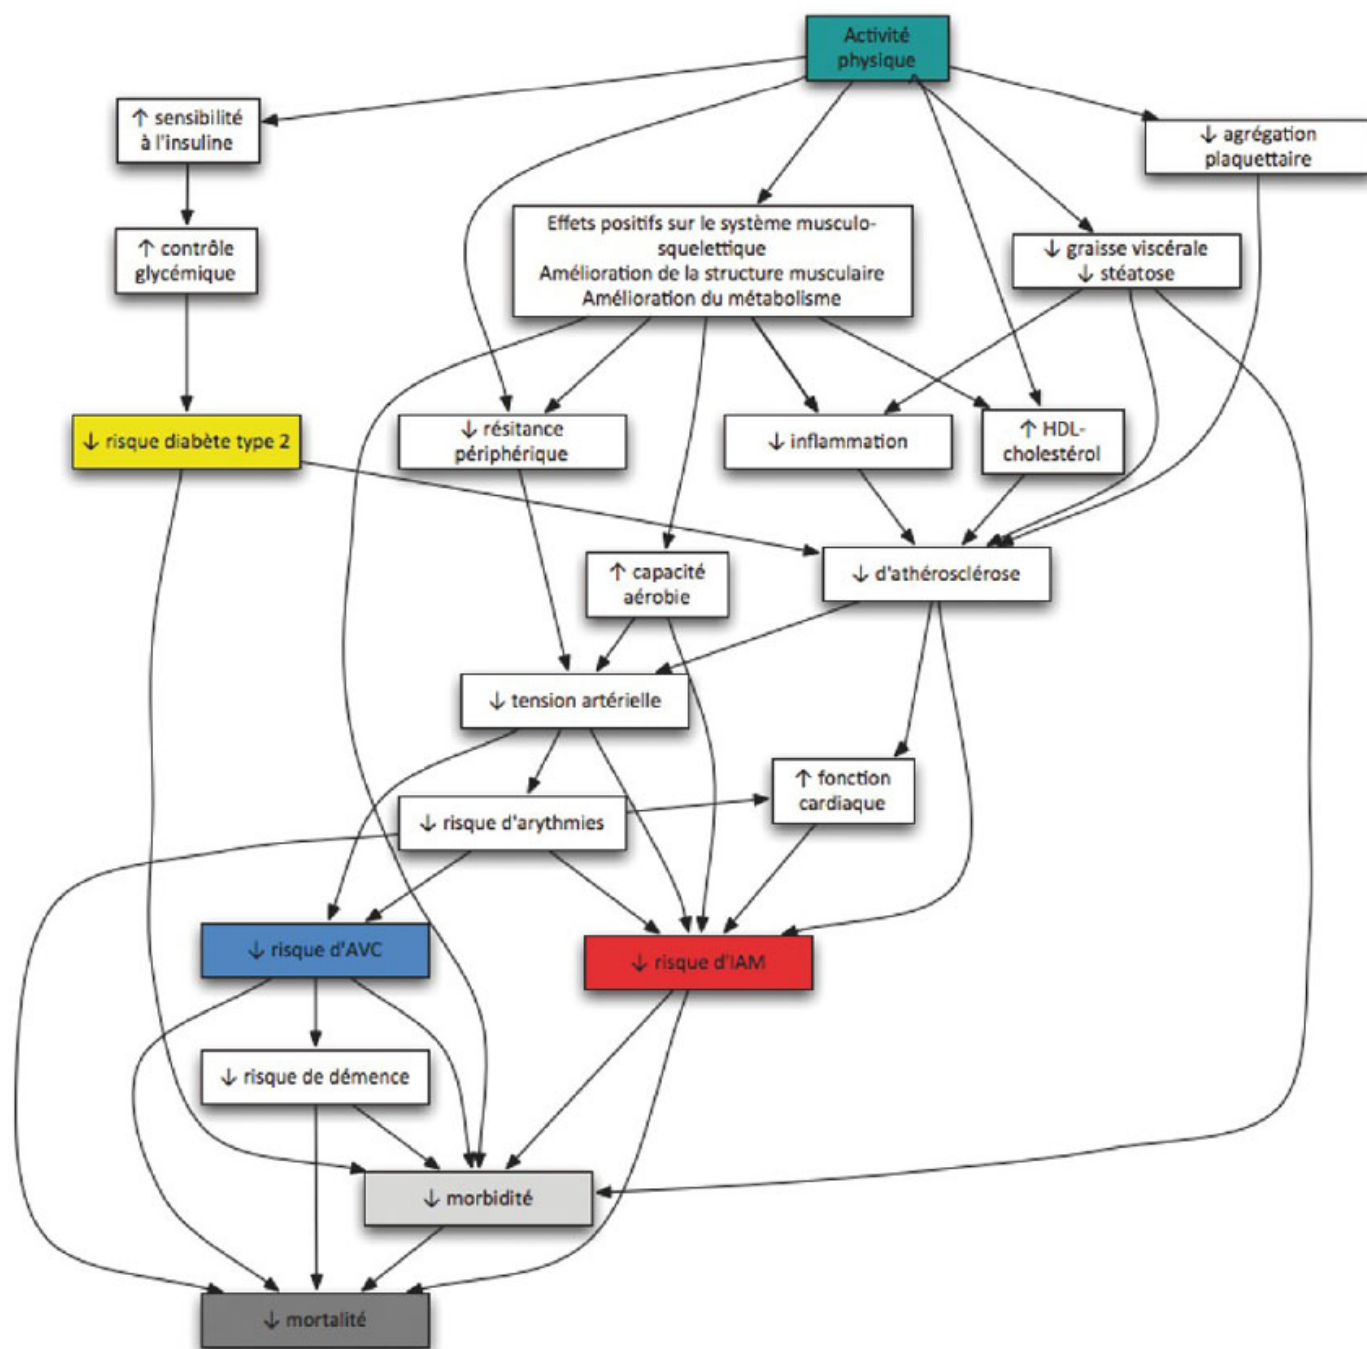 Activité
physique
↑ sensibilité
à l'insuline
↓ agrégation
plaquettaire
Effets positifs sur le système musculo-
squelettique
Amélioration de la structure musculaire
Amélioration du métabolisme
↑ contrôle
glycémique
↓ graisse viscérale
↓ stéatose
↓ risque diabète type 2
↓ résitance
périphérique
↓ inflammation
↑ HDL-
cholestérol
↑ capacité
aérobie
↓ d'athérosclérose
↓ tension artérielle
↑ fonction
cardiaque
↓ risque d'arythmies
↓ risque d'AVC
↓ risque d'IAM
↓ risque de démence
↓ morbidité
↓ mortalité